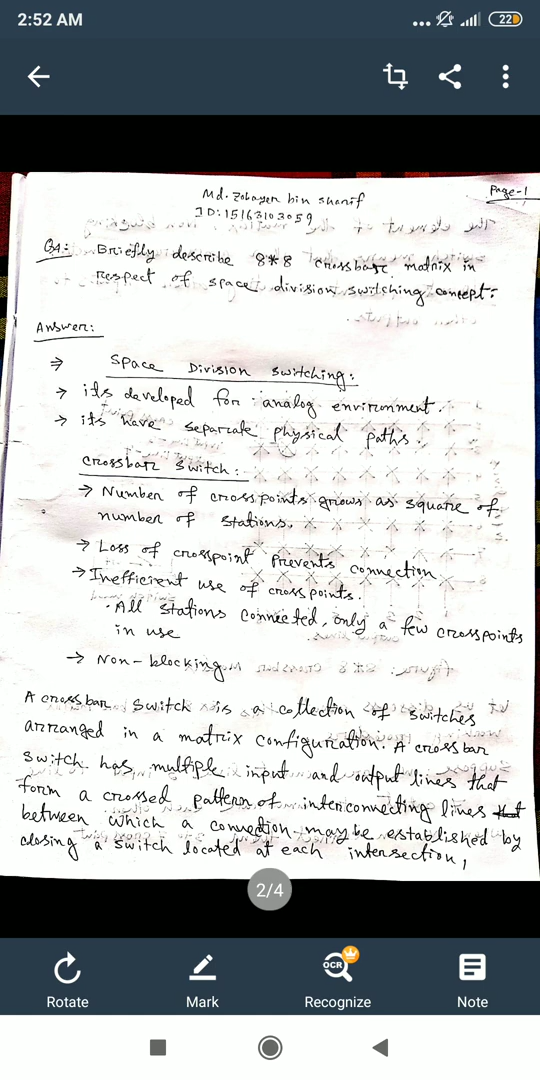 2:52 AM
22
Page-1
Md. Zobayer bin Sharif
ID:15163103059
Q4: Briefly describe 8*8 crossbar matrix in
respect of space division switching concept:
Answer:
⇒ Space Division Switching:
→ its developed for analog environment.
→ its have separate physical paths.
Crossbar Switch:
→ Number of crosspoints grows as square of
number of stations.
→ Loss of crosspoint prevents connection
→ Inefficient use of crosspoints.
• All stations connected, only a few crosspoints
in use
→ Non-blocking
A crossbar switch is a collection of switches
arranged in a matrix configuration. A crossbar
switch has multiple input and output lines that
form a crossed pattern of interconnecting lines
between which a connection may be established by
closing a switch located at each intersection,
2/4
Rotate
Mark
OCR
Recognize
Note